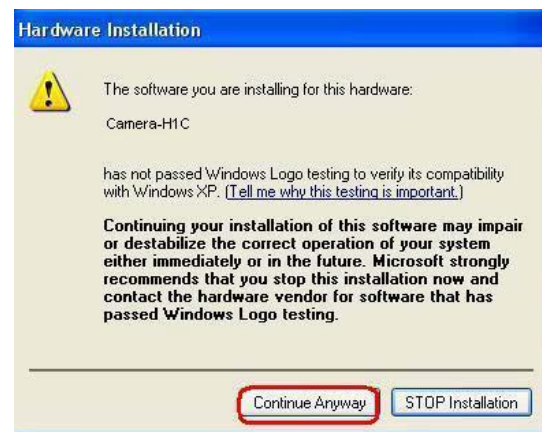 Hardware Installation
The software you are installing for this hardware:
Camera-H1C
has not passed Windows Logo testing to verify its compatibility
with Windows XP. (Tell me why this testing is important.)
Continuing your installation of this software may impair
or destabilize the correct operation of your system
either immediately or in the future. Microsoft strongly
recommends that you stop this installation now and
contact the hardware vendor for software that has
passed Windows Logo testing.
Continue Anyway
STOP Installation